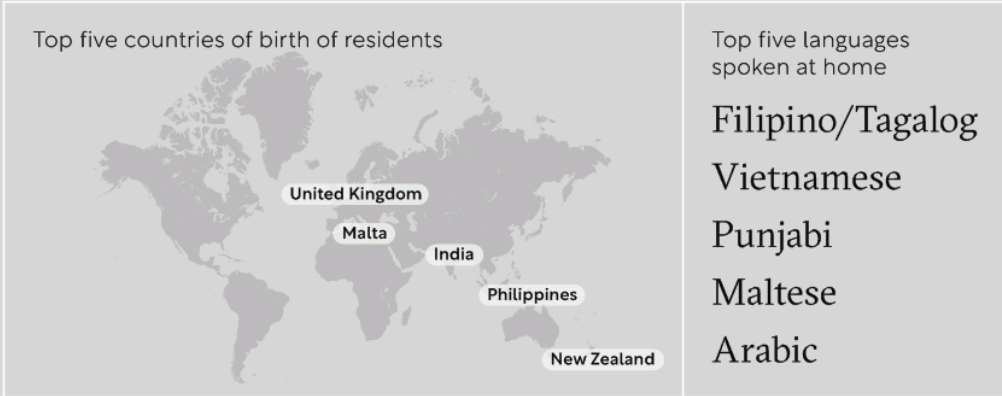 Top five countries of birth of residents
United Kingdom
Malta
India
Philippines
New Zealand
Top five languages
spoken at home
Filipino/Tagalog
Vietnamese
Punjabi
Maltese
Arabic